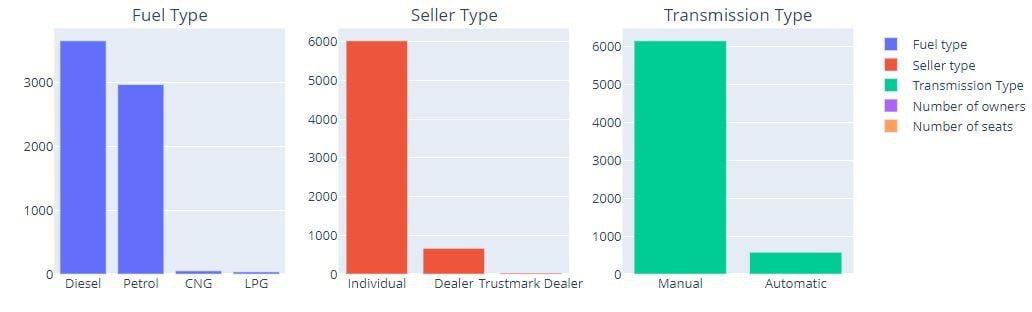 Fuel Type
3000
2000
1000
0
Diesel Petrol CNG LPG
Seller Type
6000
5000
4000
3000
2000
1000
0
Individual Dealer Trustmark Dealer
Transmission Type
6000
5000
4000
3000
2000
1000
0
Manual Automatic
Fuel type
Seller type
Transmission Type
Number of owners
Number of seats